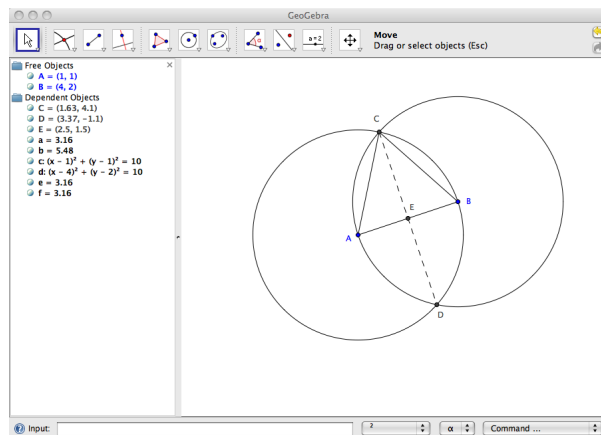 GeoGebra
a = 2
Move
Drag or select objects (Esc)
Free Objects
A = (1, 1)
B = (4, 2)
Dependent Objects
C = (1.63, 4.1)
D = (3.37, −1.1)
E = (2.5, 1.5)
a = 3.16
b = 5.48
c: (x − 1)² + (y − 1)² = 10
d: (x − 4)² + (y − 2)² = 10
e = 3.16
f = 3.16
C
E
B
A
D
Input:
²
α
Command ...